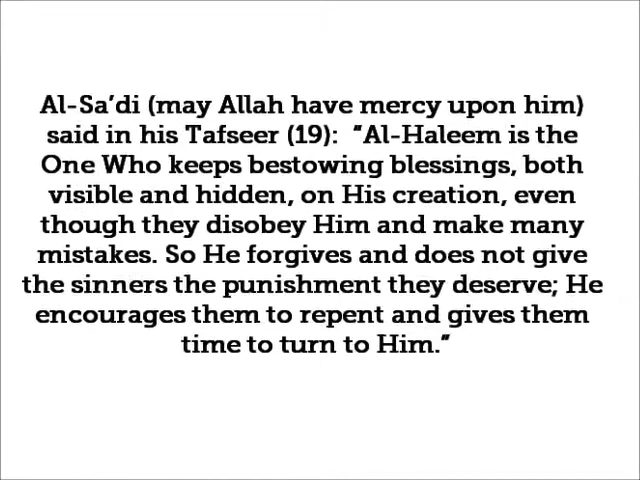 Al-Sa’di (may Allah have mercy upon him)
said in his Tafseer (19):  “Al-Haleem is the
One Who keeps bestowing blessings, both
visible and hidden, on His creation, even
though they disobey Him and make many
mistakes. So He forgives and does not give
the sinners the punishment they deserve; He
encourages them to repent and gives them
time to turn to Him.”